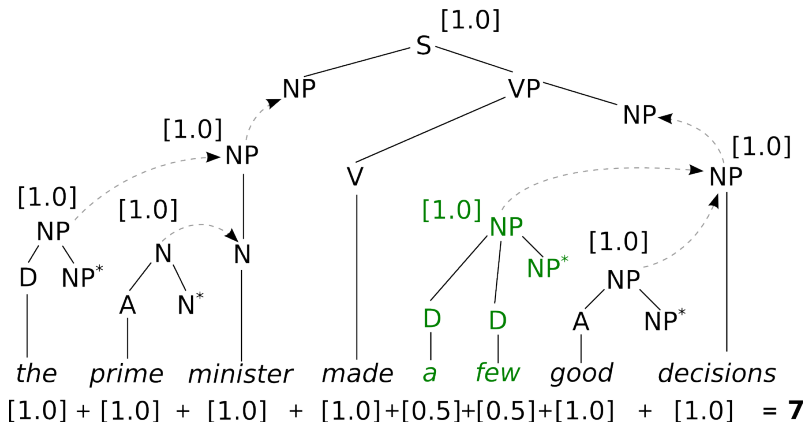 S [1.0]
NP VP NP
[1.0] NP
[1.0] NP
V
[1.0] NP
[1.0] N
[1.0] NP
[1.0] NP
D NP* A N* N
D D NP*
A NP*
the prime minister made a few good decisions
[1.0] + [1.0] + [1.0] + [1.0]+[0.5]+[0.5]+[1.0] + [1.0] = 7